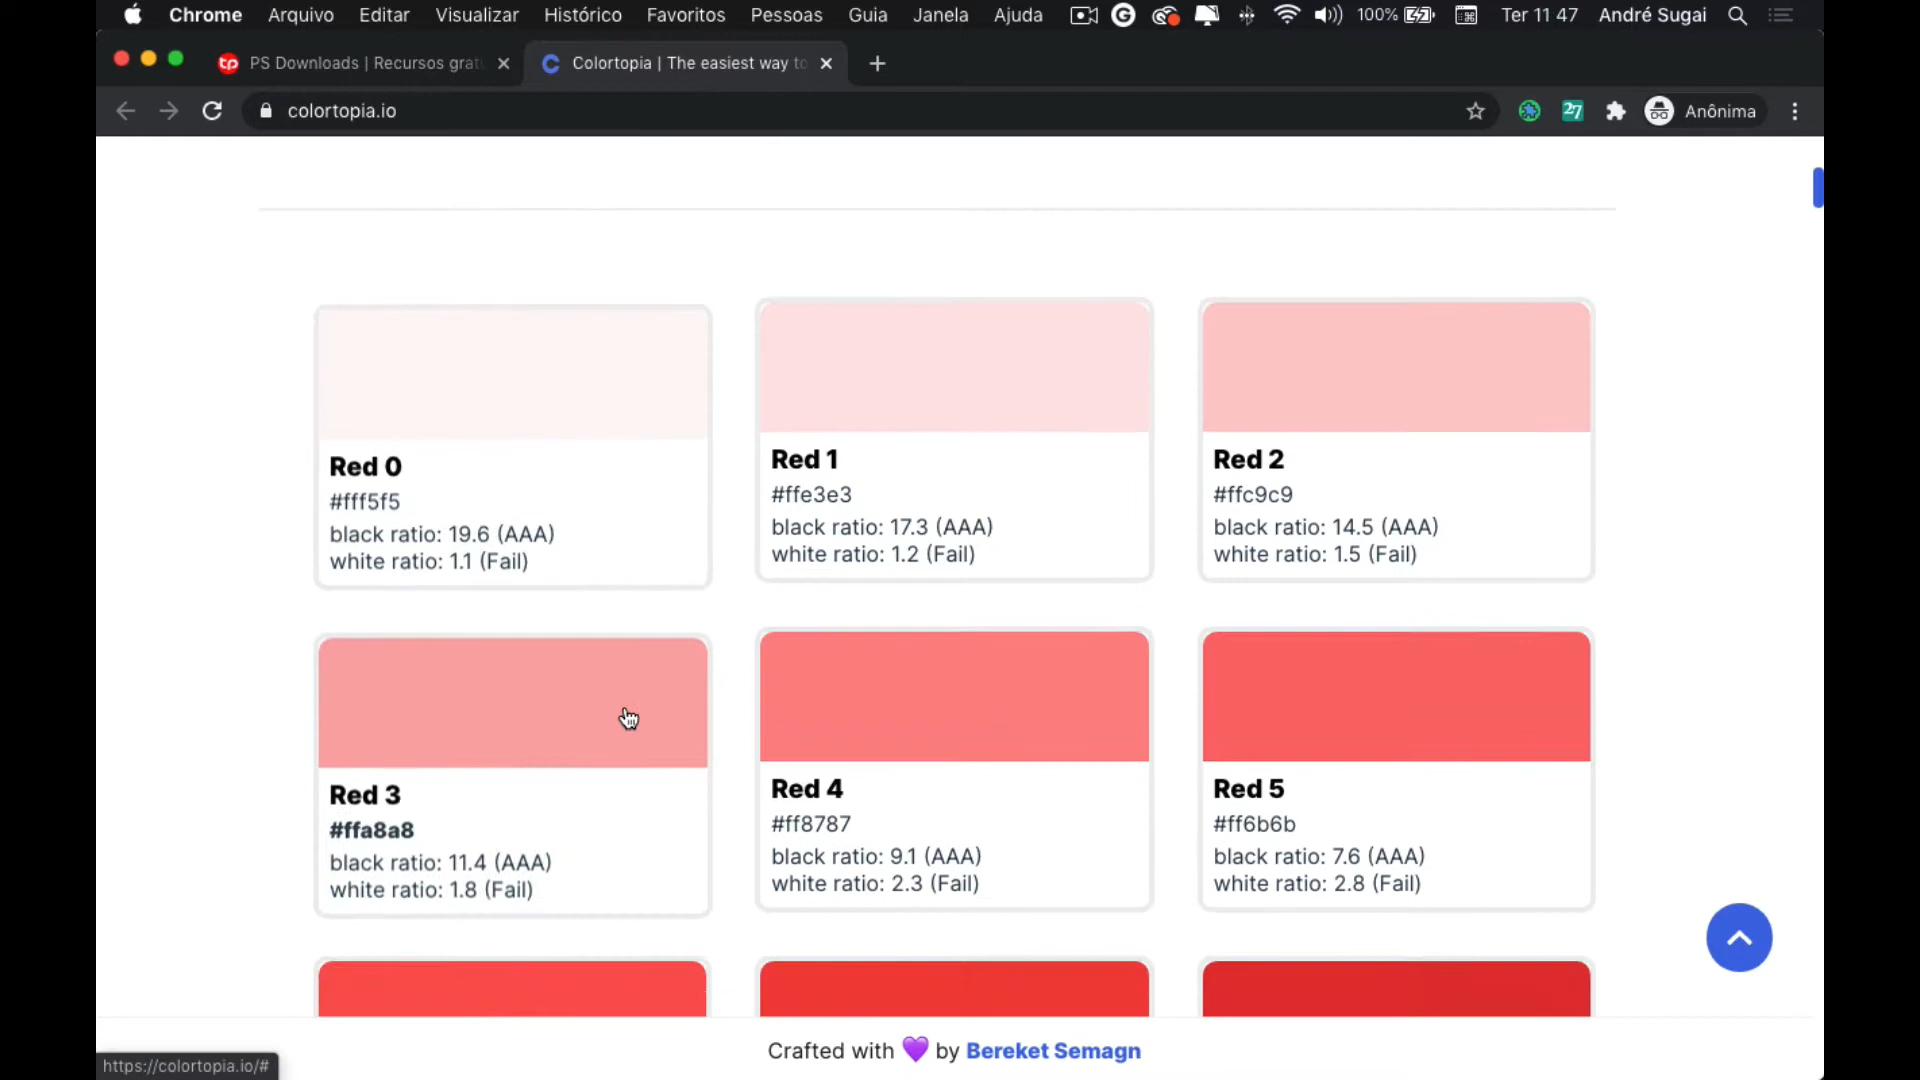 Chrome Arquivo Editar Visualizar Histórico Favoritos Pessoas Guia Janela Ajuda 100% Ter 11 47 André Sugai
tp PS Downloads | Recursos grat Colortopia | The easiest way to
colortopia.io 27 Anônima
Red 0
#fff5f5
black ratio: 19.6 (AAA)
white ratio: 1.1 (Fail)
Red 1
#ffe3e3
black ratio: 17.3 (AAA)
white ratio: 1.2 (Fail)
Red 2
#ffc9c9
black ratio: 14.5 (AAA)
white ratio: 1.5 (Fail)
Red 3
#ffa8a8
black ratio: 11.4 (AAA)
white ratio: 1.8 (Fail)
Red 4
#ff8787
black ratio: 9.1 (AAA)
white ratio: 2.3 (Fail)
Red 5
#ff6b6b
black ratio: 7.6 (AAA)
white ratio: 2.8 (Fail)
Crafted with 💜 by Bereket Semagn
https://colortopia.io/#